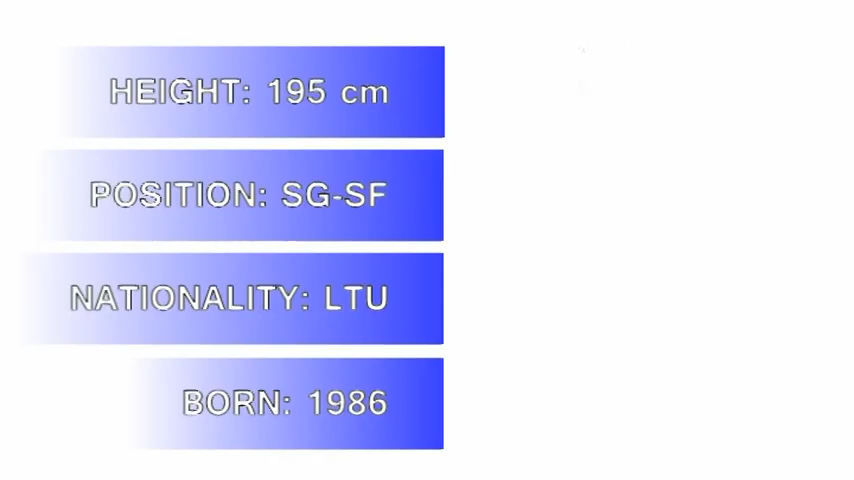 HEIGHT: 195 cm
POSITION: SG-SF
NATIONALITY: LTU
BORN: 1986